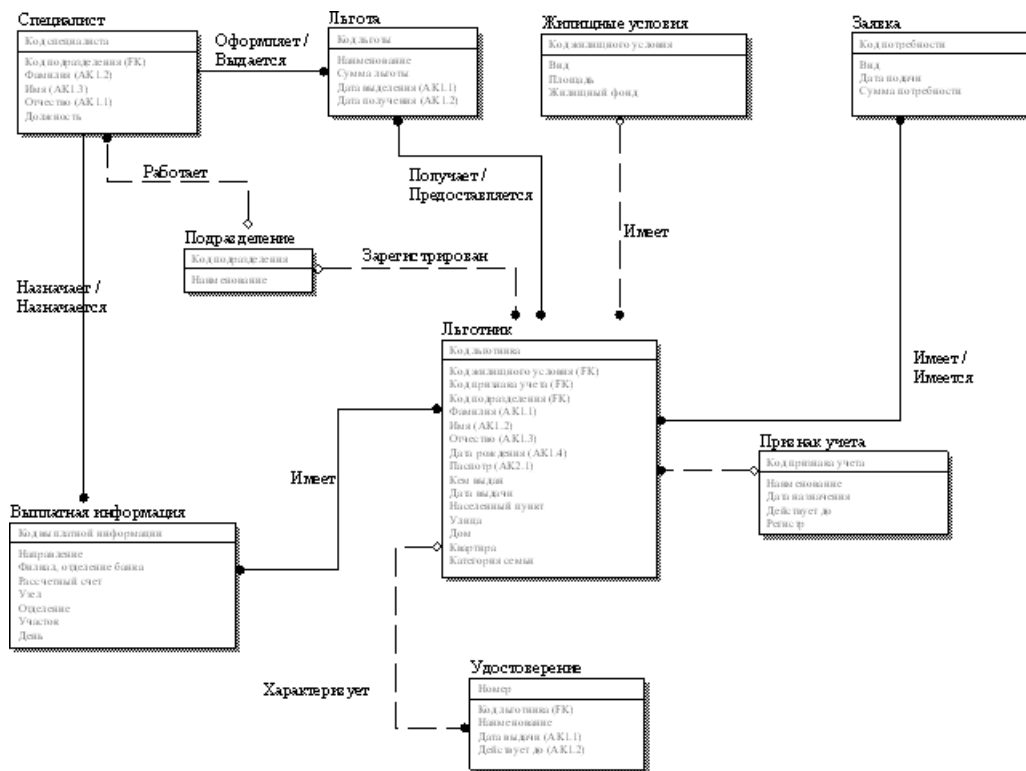 Специалист
Код специалиста
Код подразделения (FK)
Фамилия (AK1.2)
Имя (AK1.3)
Отчество (AK1.1)
Должность
Оформляет /
Выдается
Льгота
Код льготы
Наименование
Сумма льготы
Дата выделения (AK1.1)
Дата получения (AK1.2)
Жилищные условия
Код жилищного условия
Вид
Площадь
Жилищный фонд
Заявка
Код потребности
Вид
Дата подачи
Сумма потребности
Работает
Получает /
Предоставляется
Имеет
Подразделение
Код подразделения
Наименование
Зарегистрирован
Назначает /
Назначается
Льготник
Код льготника
Код жилищного условия (FK)
Код признака учета (FK)
Код подразделения (FK)
Фамилия (AK1.1)
Имя (AK1.2)
Отчество (AK1.3)
Дата рождения (AK1.4)
Паспотр (AK2.1)
Кем выдан
Дата выдачи
Населенный пункт
Улица
Дом
Квартира
Категория семьи
Имеет /
Имеется
Признак учета
Код признака учета
Наименование
Дата назначения
Действует до
Регистр
Имеет
Выплатная информация
Код выплатной информации
Направление
Филиал, отделение банка
Рассчетный счет
Узел
Отделение
Участок
День
Характеризует
Удостоверение
Номер
Код льготника (FK)
Наименование
Дата выдачи (AK1.1)
Действует до (AK1.2)